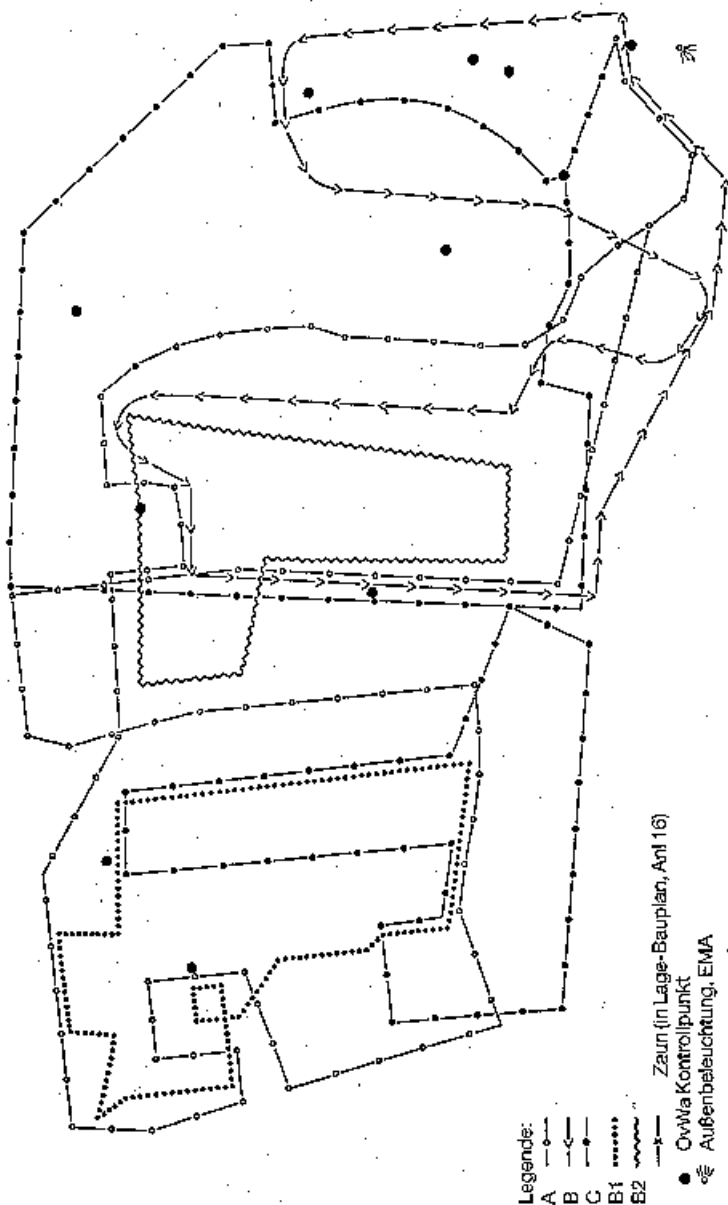 Legende:
A
B
C
B1
B2
Zaun (in Lage-Bauplan, Anl 16)
OvWa Kontrollpunkt
Außenbeleuchtung, EMA